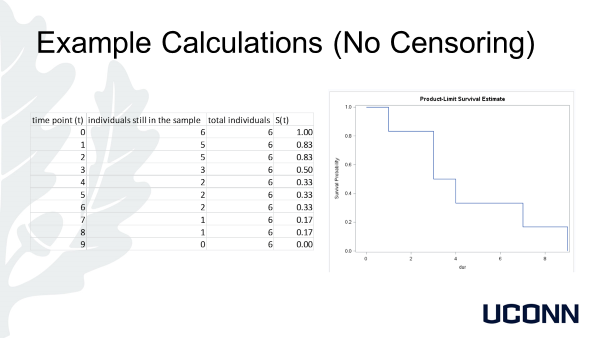 Example Calculations (No Censoring)
time point (t) individuals still in the sample total individuals S(t)
0 6 6 1.00
1 5 6 0.83
2 5 6 0.83
3 3 6 0.50
4 2 6 0.33
5 2 6 0.33
6 2 6 0.33
7 1 6 0.17
8 1 6 0.17
9 0 6 0.00
Product-Limit Survival Estimate
Survival Probability
1.0
0.8
0.6
0.4
0.2
0.0
0 2 4 6 8
UCONN